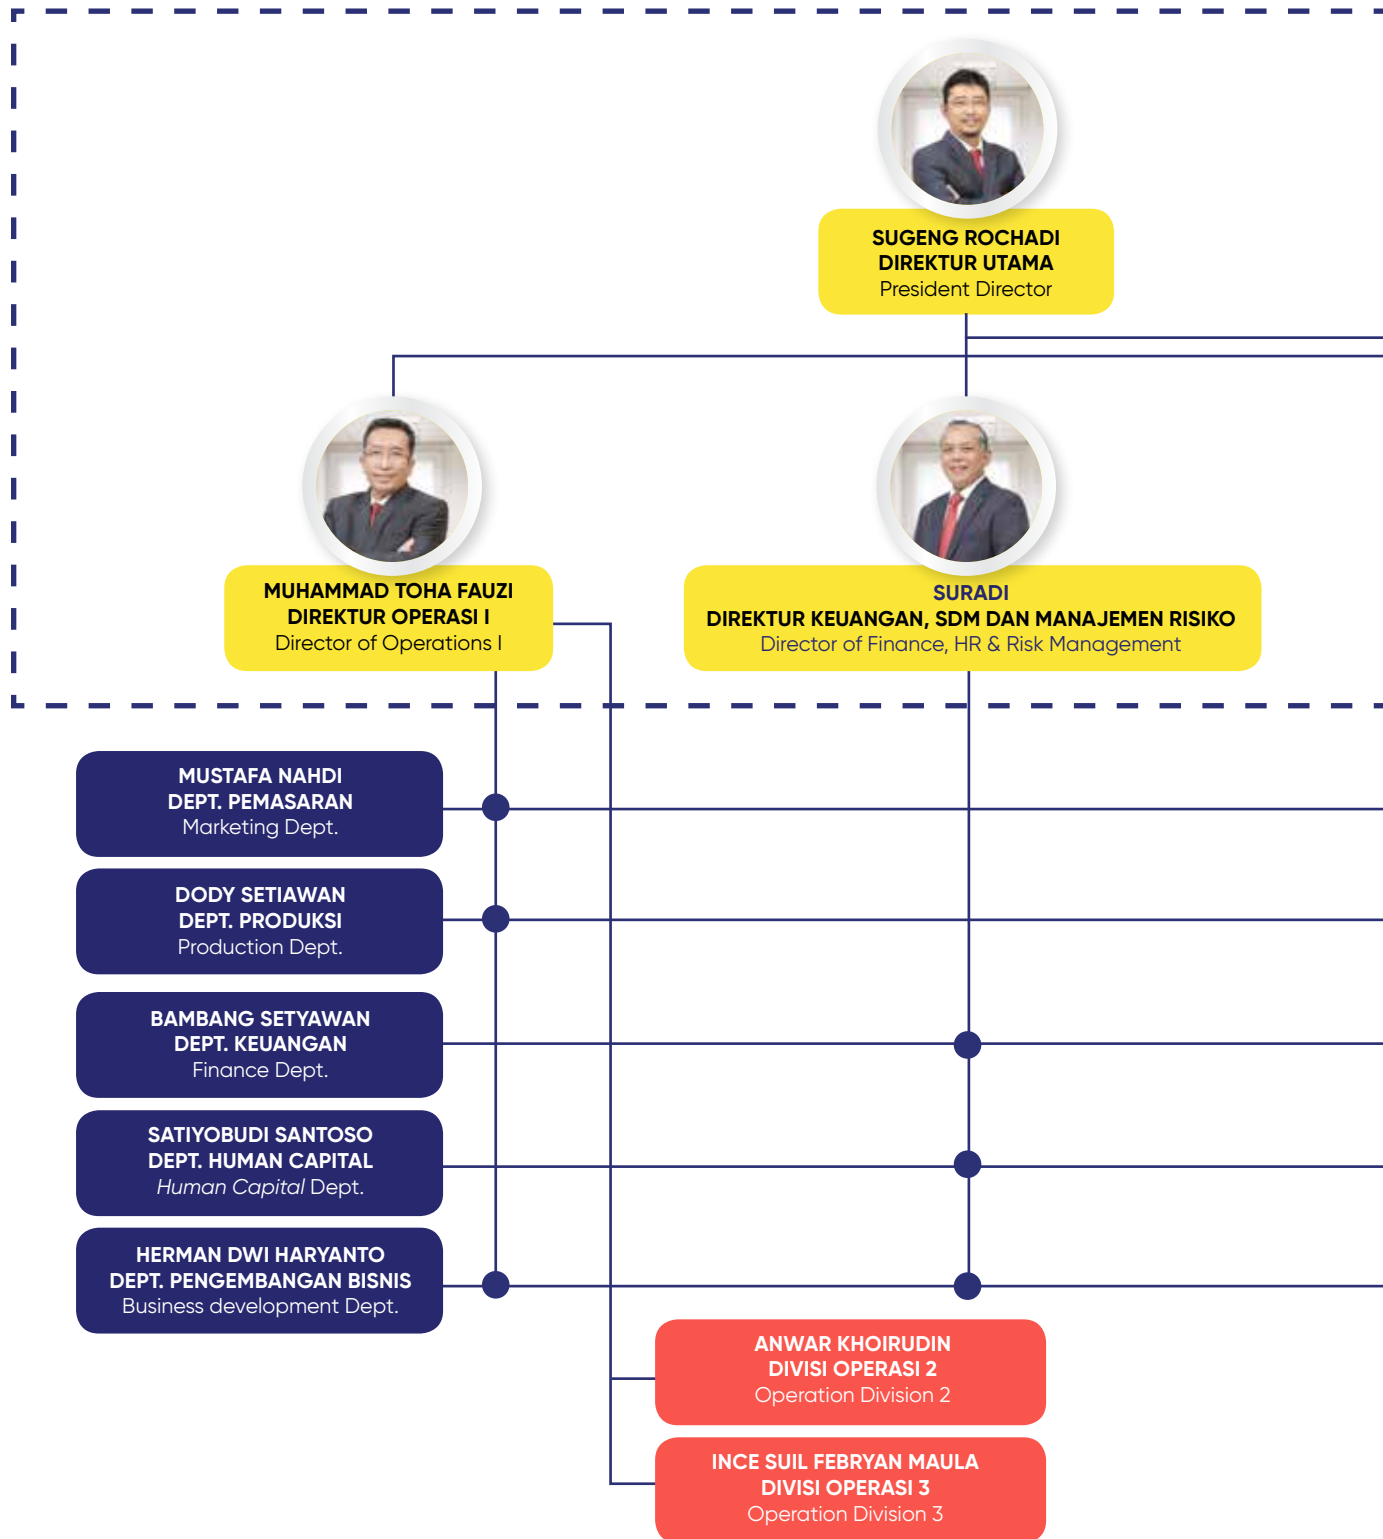 SUGENG ROCHADI
DIREKTUR UTAMA
President Director
MUHAMMAD TOHA FAUZI
DIREKTUR OPERASI I
Director of Operations I
SURADI
DIREKTUR KEUANGAN, SDM DAN MANAJEMEN RISIKO
Director of Finance, HR & Risk Management
MUSTAFA NAHDI
DEPT. PEMASARAN
Marketing Dept.
DODY SETIAWAN
DEPT. PRODUKSI
Production Dept.
BAMBANG SETYAWAN
DEPT. KEUANGAN
Finance Dept.
SATIYOBUDI SANTOSO
DEPT. HUMAN CAPITAL
Human Capital Dept.
HERMAN DWI HARYANTO
DEPT. PENGEMBANGAN BISNIS
Business development Dept.
ANWAR KHOIRUDIN
DIVISI OPERASI 2
Operation Division 2
INCE SUIL FEBRYAN MAULA
DIVISI OPERASI 3
Operation Division 3